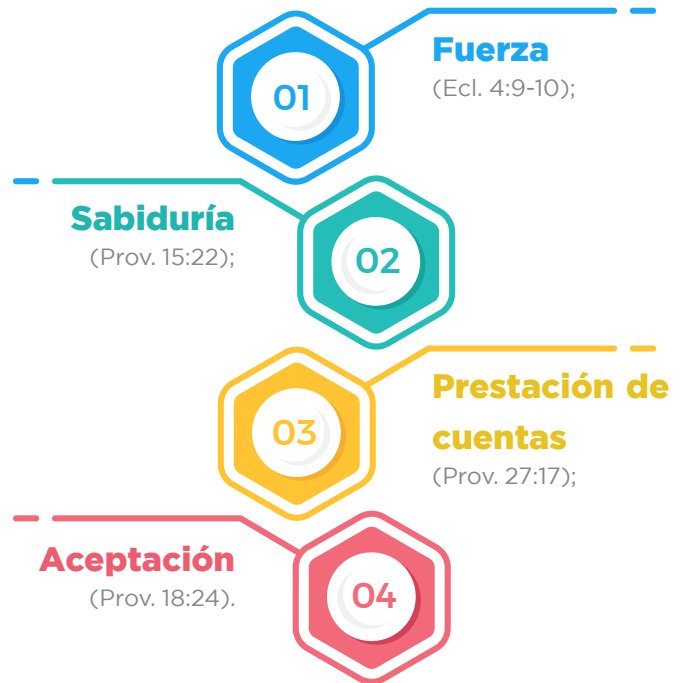 01
Fuerza
(Ecl. 4:9-10);
Sabiduría
(Prov. 15:22);
02
03
Prestación de
cuentas
(Prov. 27:17);
Aceptación
(Prov. 18:24).
04